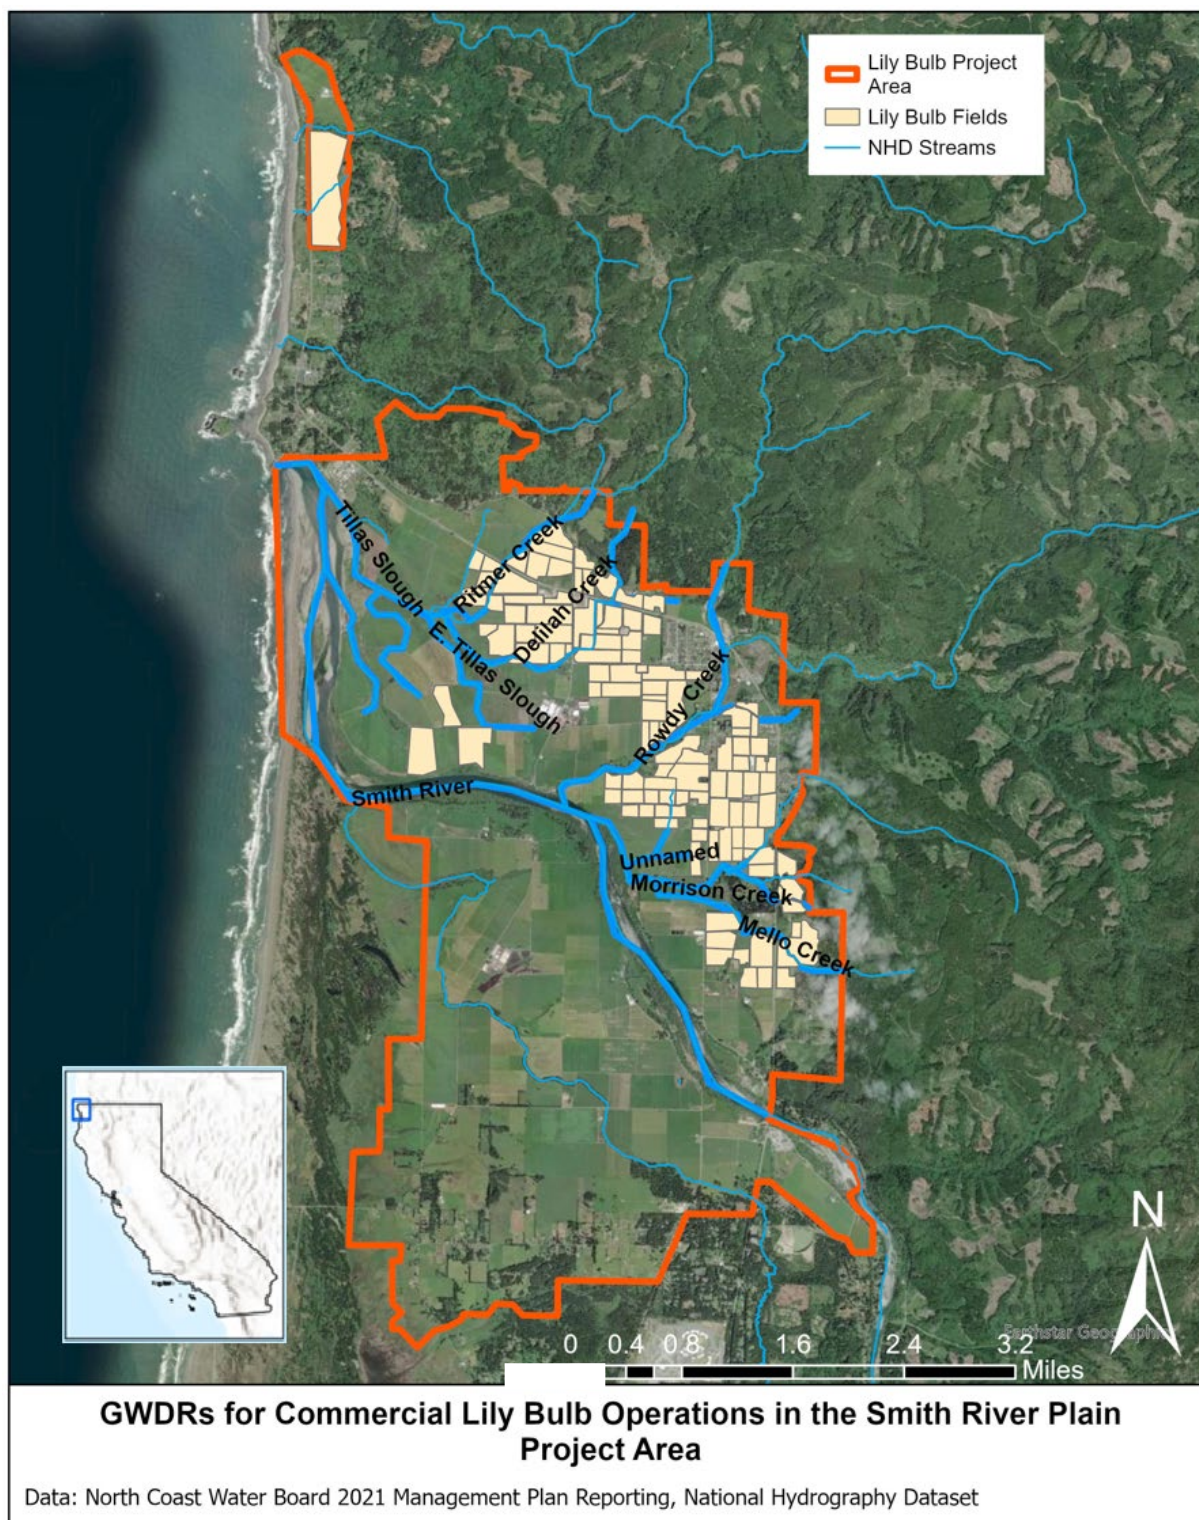 Lily Bulb Project
Area
Lily Bulb Fields
NHD Streams
Tillas Slough
Ritmer Creek
Delilah Creek
E. Tillas Slough
Rowdy Creek
Smith River
Unnamed
Morrison Creek
Mello Creek
N
Earthstar Geographics
0 0.4 0.8 1.6 2.4 3.2
Miles
GWDRs for Commercial Lily Bulb Operations in the Smith River Plain
Project Area
Data: North Coast Water Board 2021 Management Plan Reporting, National Hydrography Dataset